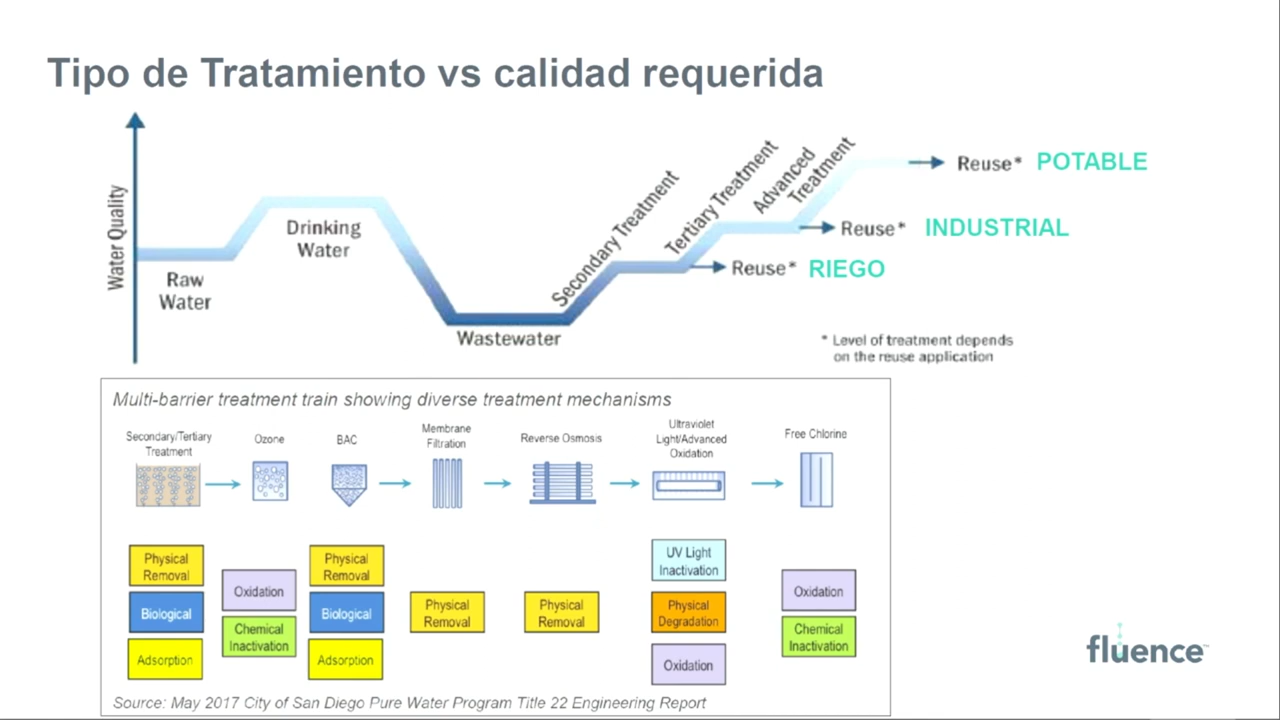 Tipo de Tratamiento vs calidad requerida
Water Quality
Raw
Water
Drinking
Water
Wastewater
Secondary Treatment
Tertiary Treatment
Advanced
Treatment
Reuse* POTABLE
Reuse* INDUSTRIAL
Reuse* RIEGO
* Level of treatment depends
on the reuse application
Multi-barrier treatment train showing diverse treatment mechanisms
Secondary/Tertiary
Treatment
Ozone
BAC
Membrane
Filtration
Reverse Osmosis
Ultraviolet
Light/Advanced
Oxidation
Free Chlorine
Physical
Removal
Biological
Adsorption
Oxidation
Chemical
Inactivation
Physical
Removal
Biological
Adsorption
Physical
Removal
Physical
Removal
UV Light
Inactivation
Physical
Degradation
Oxidation
Oxidation
Chemical
Inactivation
Source: May 2017 City of San Diego Pure Water Program Title 22 Engineering Report
fluence